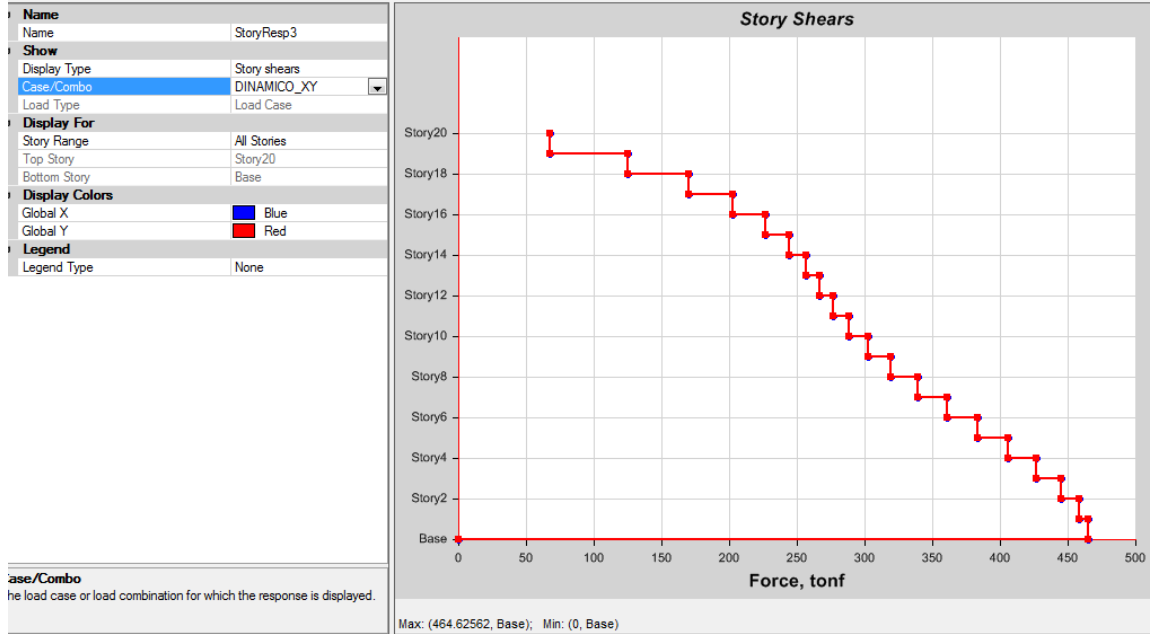 Name
Name StoryResp3
Show
Display Type Story shears
Case/Combo DINAMICO_XY
Load Type Load Case
Display For
Story Range All Stories
Top Story Story20
Bottom Story Base
Display Colors
Global X Blue
Global Y Red
Legend
Legend Type None
ase/Combo
he load case or load combination for which the response is displayed.
Story Shears
Story20
Story18
Story16
Story14
Story12
Story10
Story8
Story6
Story4
Story2
Base
0 50 100 150 200 250 300 350 400 450 500
Force, tonf
Max: (464.62562, Base); Min: (0, Base)